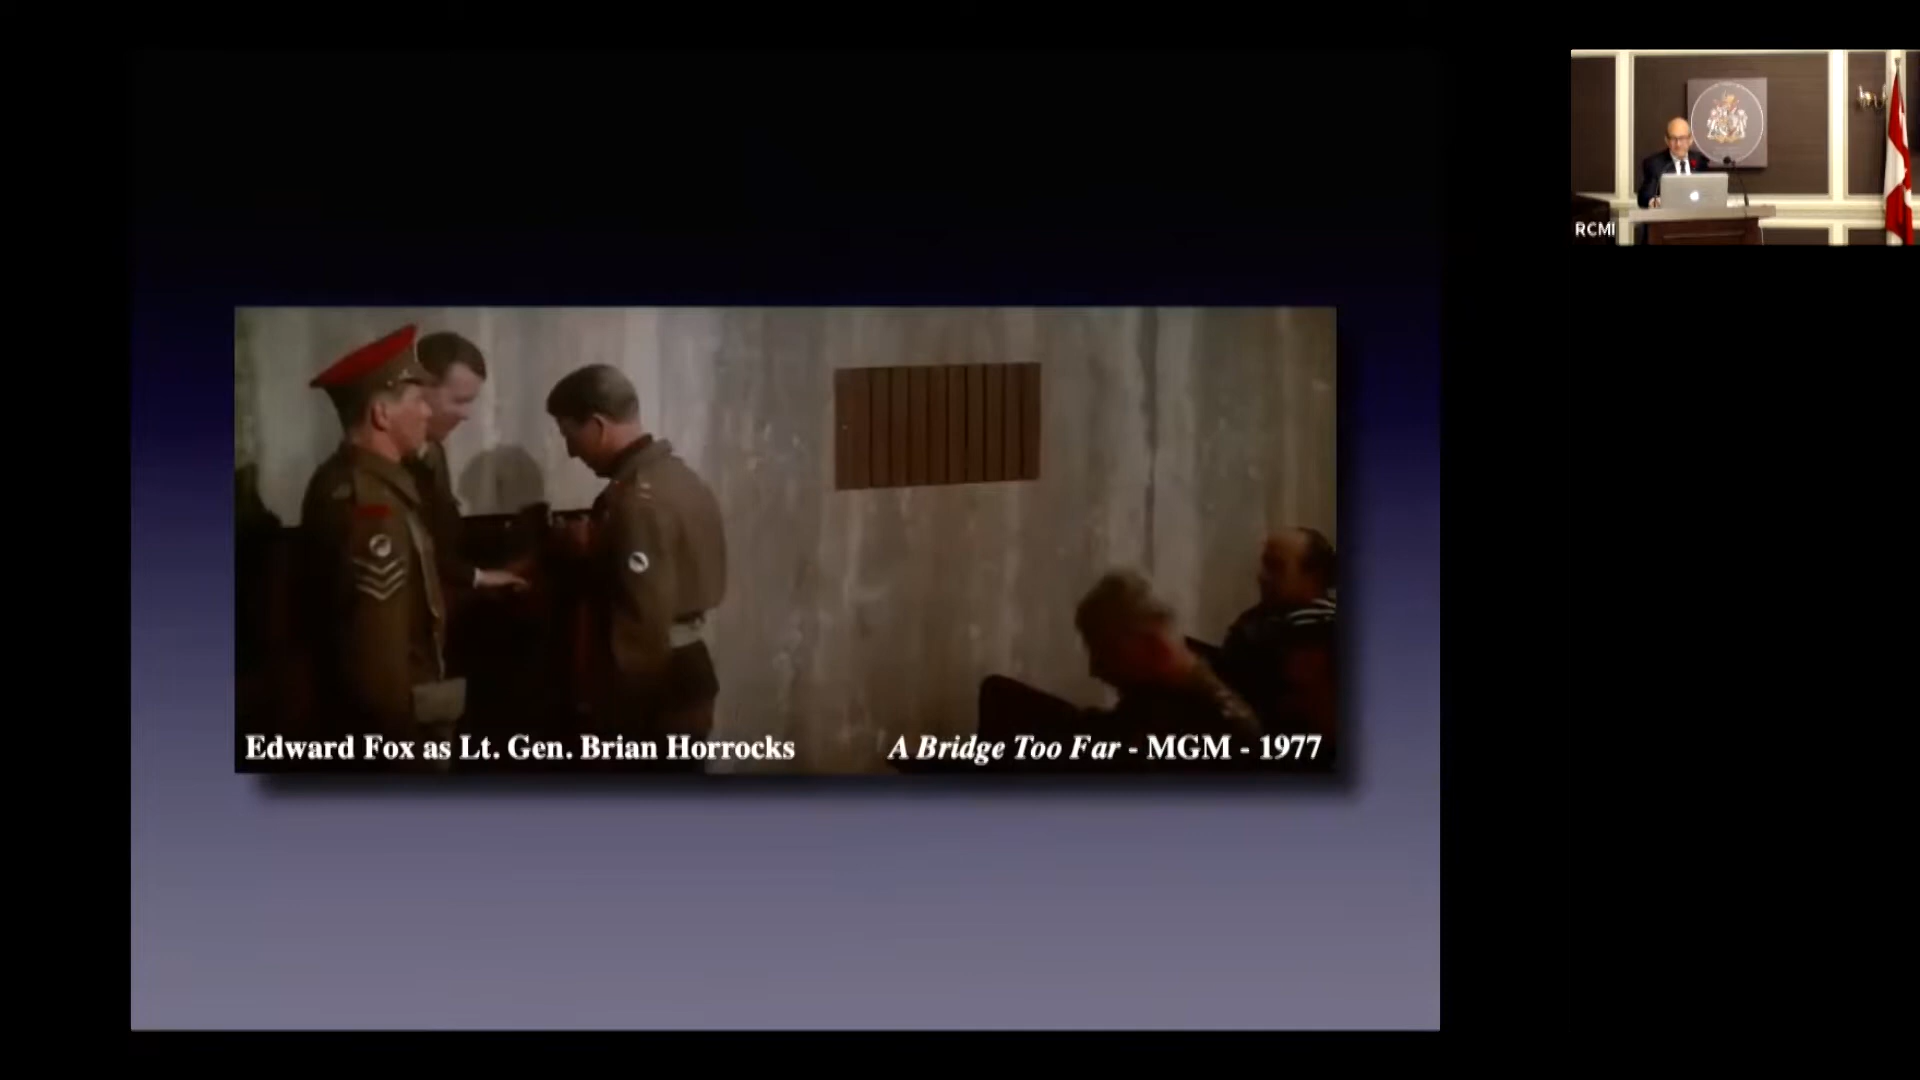 RCMI
Edward Fox as Lt. Gen. Brian Horrocks
A Bridge Too Far - MGM - 1977